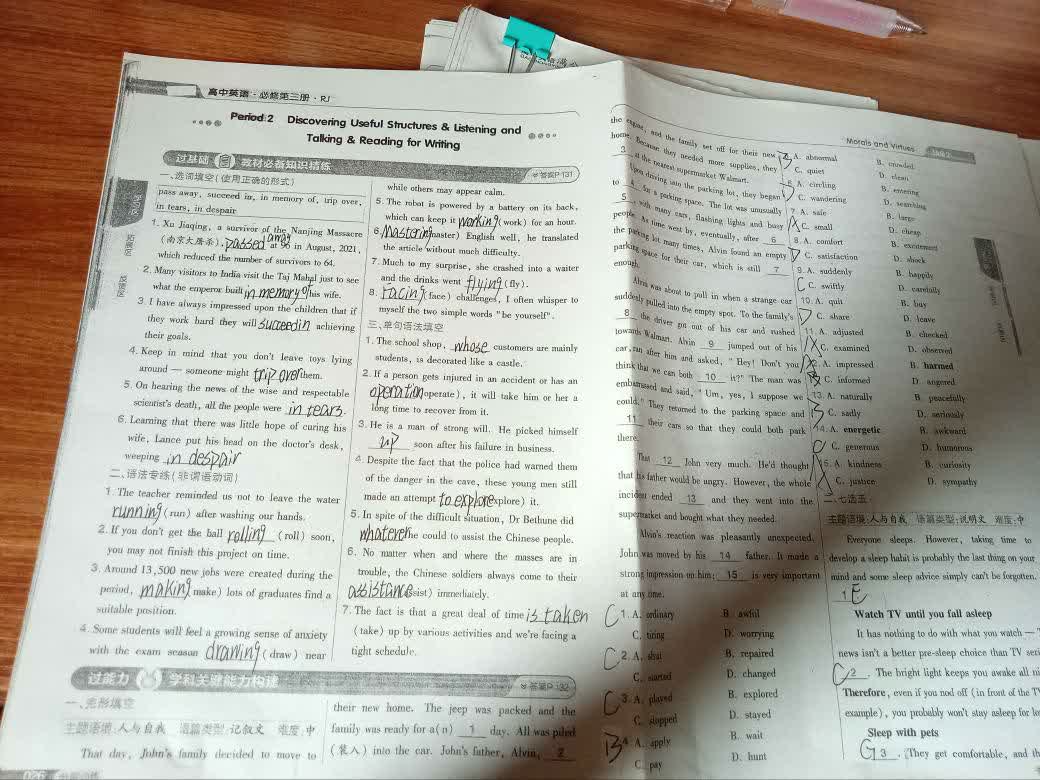 高中英语·必修第三册·RJ
Period 2 Discovering Useful Structures & Listening and
Talking & Reading for Writing
过基础 教材必备知识精练
答案P·131
一、选词填空(使用正确的形式)
pass away, succeed in, in memory of, trip over,
in tears, in despair
1. Xu Jiaqing, a survivor of the Nanjing Massacre
(南京大屠杀), passed away at 96 in August, 2021,
which reduced the number of survivors to 64.
2. Many visitors to India visit the Taj Mahal just to see
what the emperor built in memory of his wife.
3. I have always impressed upon the children that if
they work hard they will succeed in achieving
their goals.
4. Keep in mind that you don't leave toys lying
around — someone might trip over them.
5. On hearing the news of the wise and respectable
scientist's death, all the people were in tears.
6. Learning that there was little hope of curing his
wife, Lance put his head on the doctor's desk,
weeping in despair
二、语法专练(非谓语动词)
1. The teacher reminded us not to leave the water
running (run) after washing our hands.
2. If you don't get the ball rolling (roll) soon,
you may not finish this project on time.
3. Around 13,500 new jobs were created during the
period, making (make) lots of graduates find a
suitable position.
4. Some students will feel a growing sense of anxiety
with the exam season drawing (draw) near
while others may appear calm.
5. The robot is powered by a battery on its back,
which can keep it working (work) for an hour.
6. Mastering (master) English well, he translated
the article without much difficulty.
7. Much to my surprise, she crashed into a waiter
and the drinks went flying (fly).
8. Facing (face) challenges, I often whisper to
myself the two simple words "be yourself".
三、单句语法填空
1. The school shop, whose customers are mainly
students, is decorated like a castle.
2. If a person gets injured in an accident or has an
operation (operate), it will take him or her a
long time to recover from it.
3. He is a man of strong will. He picked himself
up soon after his failure in business.
4. Despite the fact that the police had warned them
of the danger in the cave, these young men still
made an attempt to explore (explore) it.
5. In spite of the difficult situation, Dr Bethune did
whatever he could to assist the Chinese people.
6. No matter when and where the masses are in
trouble, the Chinese soldiers always come to their
assistance (assist) immediately.
7. The fact is that a great deal of time is taken
(take) up by various activities and we're facing a
tight schedule.
过能力 学科关键能力构建
答案P·132
一、完形填空
主题语境:人与自我 语篇类型:记叙文 难度:中
That day, John's family decided to move to
their new home. The jeep was packed and the
family was ready for a(n) 1 day. All was piled
(装入) into the car. John's father, Alvin, 2
026
Morals and Virtues
the engine, and the family set off for their new
home. Because they needed more supplies, they
3 at the nearest supermarket Walmart.
Upon driving into the parking lot, they began
to 4 for a parking space. The lot was unusually
5 with many cars, flashing lights and busy
people. As time went by, eventually, after 6
the parking lot many times, Alvin found an empty
parking space for their car, which is still 7
enough.
Alvin was about to pull in when a strange car
suddenly pulled into the empty spot. To the family's
8 the driver got out of his car and rushed
towards Walmart. Alvin 9 jumped out of his
car, ran after him and asked, "Hey! Don't you
think that we can both 10 it?" The man was
embarrassed and said, "Um, yes, I suppose we
could." They returned to the parking space and
11 their cars so that they could both park
there.
That 12 John very much. He'd thought
that his father would be angry. However, the whole
incident ended 13 and they went into the
supermarket and bought what they needed.
Alvin's reaction was pleasantly unexpected.
John was moved by his 14 father. It made a
strong impression on him: 15 is very important
at any time.
C 1. A. ordinary B. awful
C. tiring D. worrying
C 2. A. shut B. repaired
C. started D. changed
C 3. A. played B. explored
C. stopped D. stayed
B 4. A. apply B. wait
C. pay D. hunt
A. abnormal B. crowded
C. quiet D. clean
6. A. circling B. entering
C. wandering D. searching
7. A. safe B. large
C. small D. cheap
8. A. comfort B. excitement
C. satisfaction D. shock
9. A. suddenly B. happily
C. swiftly D. carefully
10. A. quit B. buy
C. share D. leave
11. A. adjusted B. checked
C. examined D. observed
A. impressed B. harmed
C. informed D. angered
13. A. naturally B. peacefully
C. sadly D. seriously
14. A. energetic B. awkward
C. generous D. humorous
15. A. kindness B. curiosity
C. justice D. sympathy
二、七选五
主题语境:人与自我 语篇类型:说明文 难度:中
Everyone sleeps. However, taking time to
develop a sleep habit is probably the last thing on your
mind and some sleep advice simply can't be forgotten.
1 E
Watch TV until you fall asleep
It has nothing to do with what you watch —
news isn't a better pre-sleep choice than TV
C 2 . The bright light keeps you awake all
Therefore, even if you nod off (in front of the TV
example), you probably won't stay asleep for
Sleep with pets
G 3 . They get comfortable, and